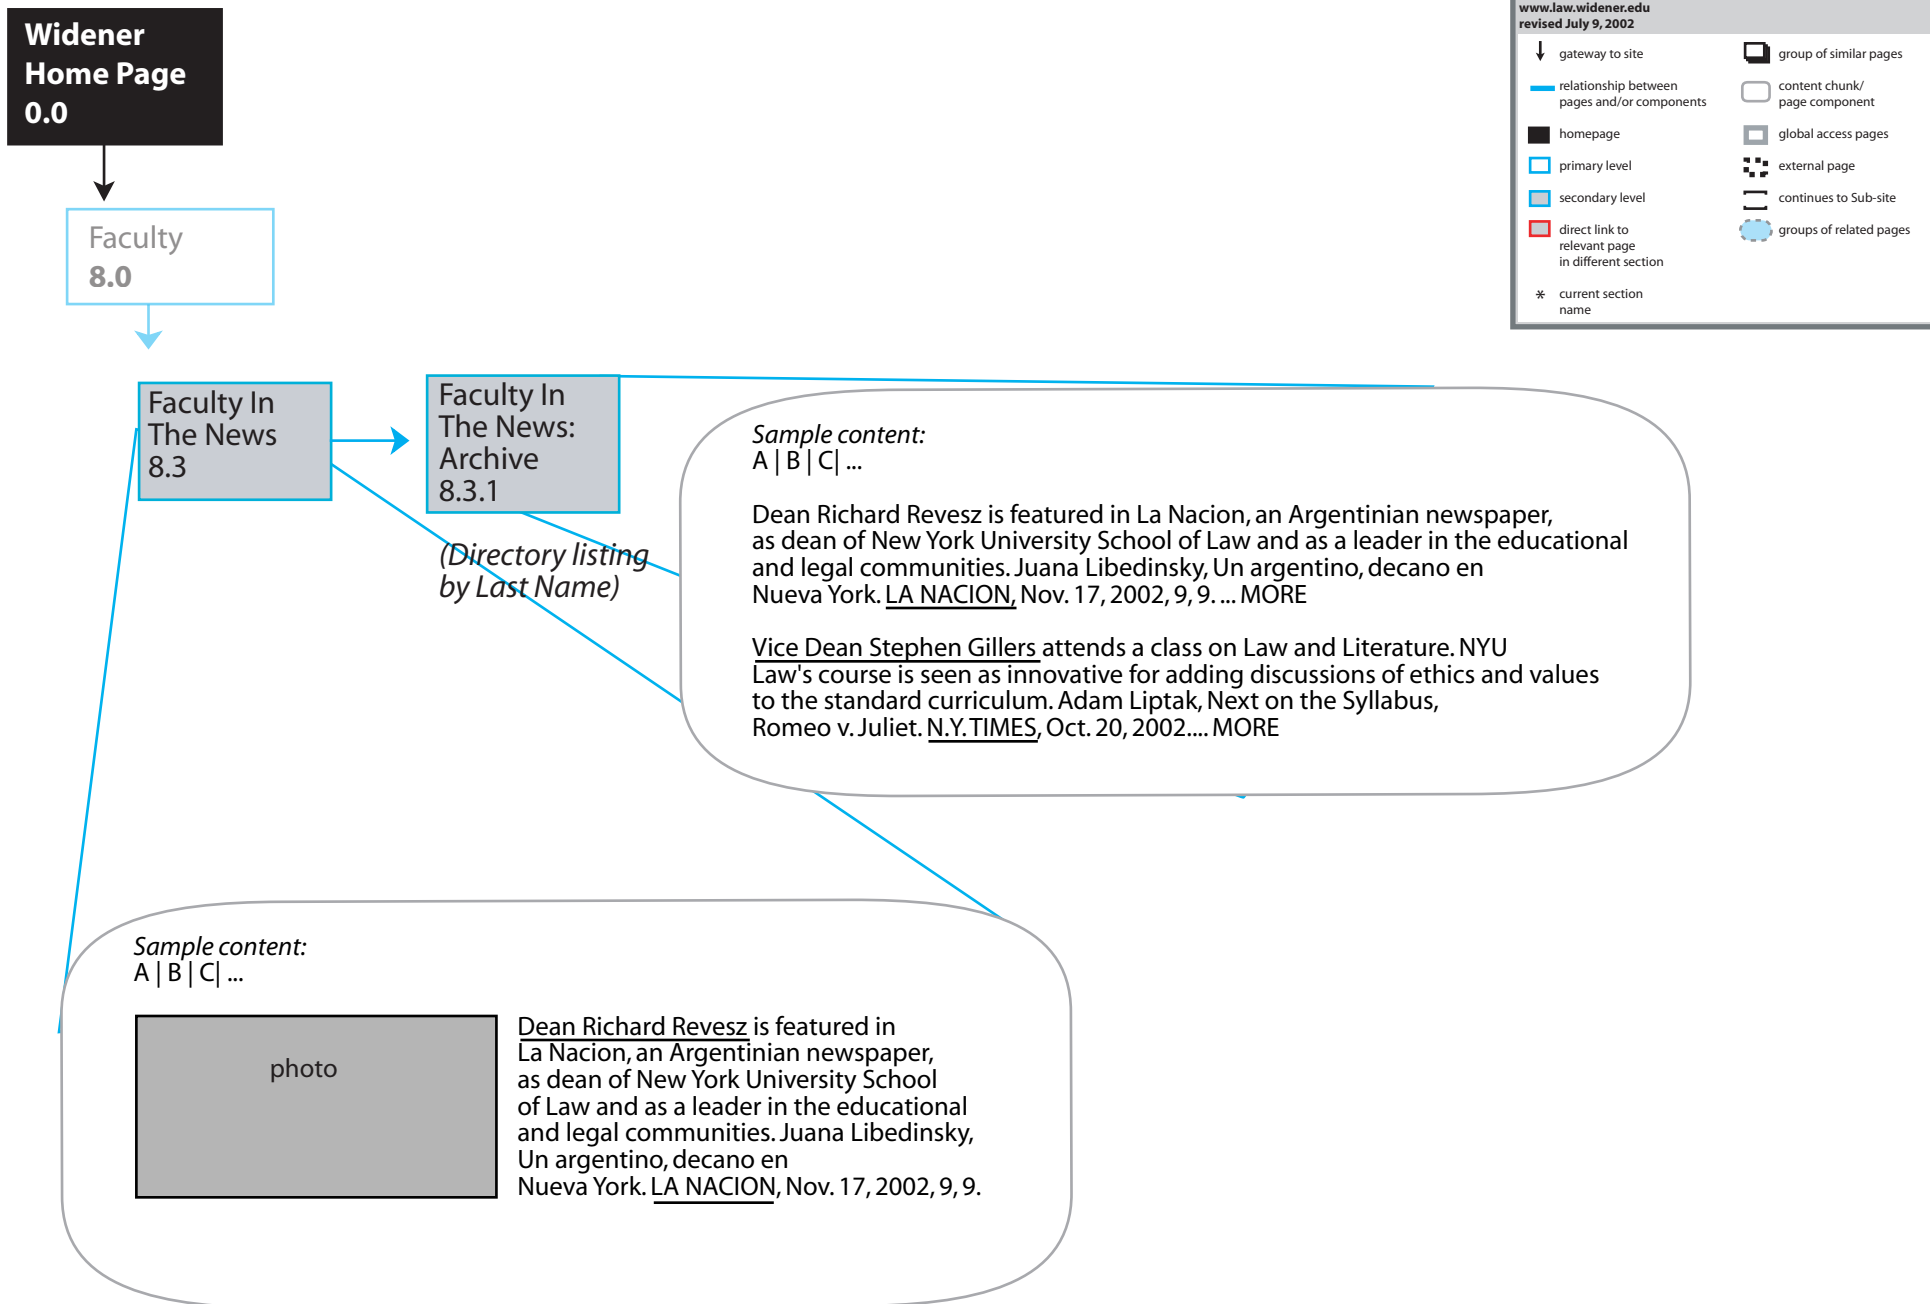 Widener
Home Page
0.0
www.law.widener.edu
revised July 9, 2002
gateway to site
relationship between
pages and/or components
homepage
primary level
secondary level
direct link to
relevant page
in different section
* current section
name
group of similar pages
content chunk/
page component
global access pages
external page
continues to Sub-site
groups of related pages
Faculty
8.0
Faculty In
The News
8.3
Faculty In
The News:
Archive
8.3.1
(Directory listing
by Last Name)
Sample content:
A | B | C| ...
Dean Richard Revesz is featured in La Nacion, an Argentinian newspaper,
as dean of New York University School of Law and as a leader in the educational
and legal communities. Juana Libedinsky, Un argentino, decano en
Nueva York. LA NACION, Nov. 17, 2002, 9, 9. ... MORE
Vice Dean Stephen Gillers attends a class on Law and Literature. NYU
Law's course is seen as innovative for adding discussions of ethics and values
to the standard curriculum. Adam Liptak, Next on the Syllabus,
Romeo v. Juliet. N.Y. TIMES, Oct. 20, 2002.... MORE
Sample content:
A | B | C| ...
photo
Dean Richard Revesz is featured in
La Nacion, an Argentinian newspaper,
as dean of New York University School
of Law and as a leader in the educational
and legal communities. Juana Libedinsky,
Un argentino, decano en
Nueva York. LA NACION, Nov. 17, 2002, 9, 9.